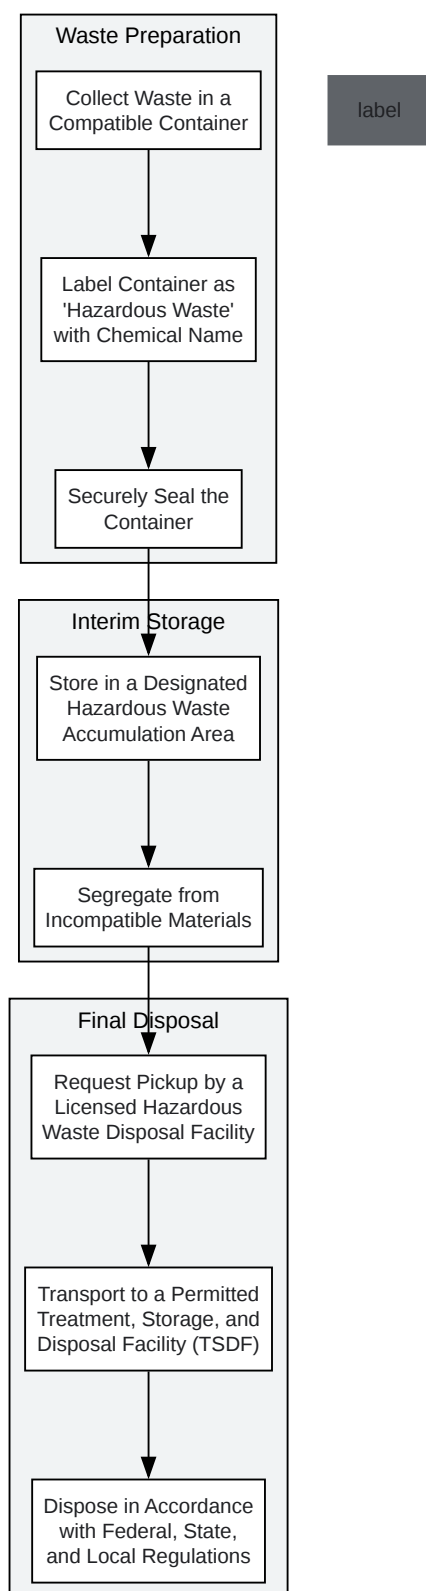 Waste Preparation
Collect Waste in a
Compatible Container
label
Label Container as
'Hazardous Waste'
with Chemical Name
Securely Seal the
Container
Interim Storage
Store in a Designated
Hazardous Waste
Accumulation Area
Segregate from
Incompatible Materials
Final Disposal
Request Pickup by a
Licensed Hazardous
Waste Disposal Facility
Transport to a Permitted
Treatment, Storage, and
Disposal Facility (TSDF)
Dispose in Accordance
with Federal, State,
and Local Regulations